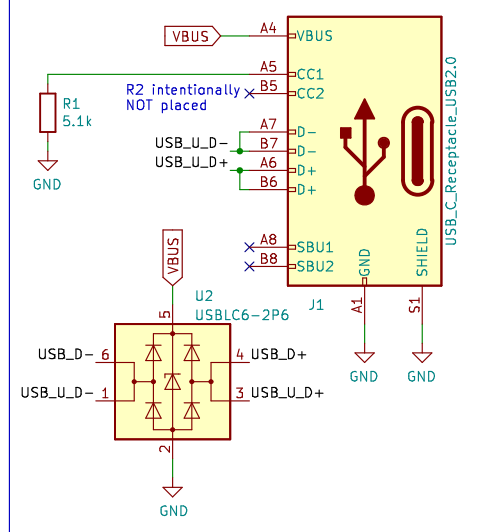 VBUS
A4
VBUS
A5
CC1
R2 intentionally
NOT placed
B5
CC2
R1
5.1k
GND
A7
D-
USB_U_D-
B7
D-
USB_U_D+
A6
D+
B6
D+
A8
SBU1
B8
SBU2
GND
SHIELD
USB_C_Receptacle_USB2.0
J1
A1
S1
GND
GND
VBUS
U2
USBLC6-2P6
5
USB_D-
6
4
USB_D+
USB_U_D-
1
3
USB_U_D+
2
GND